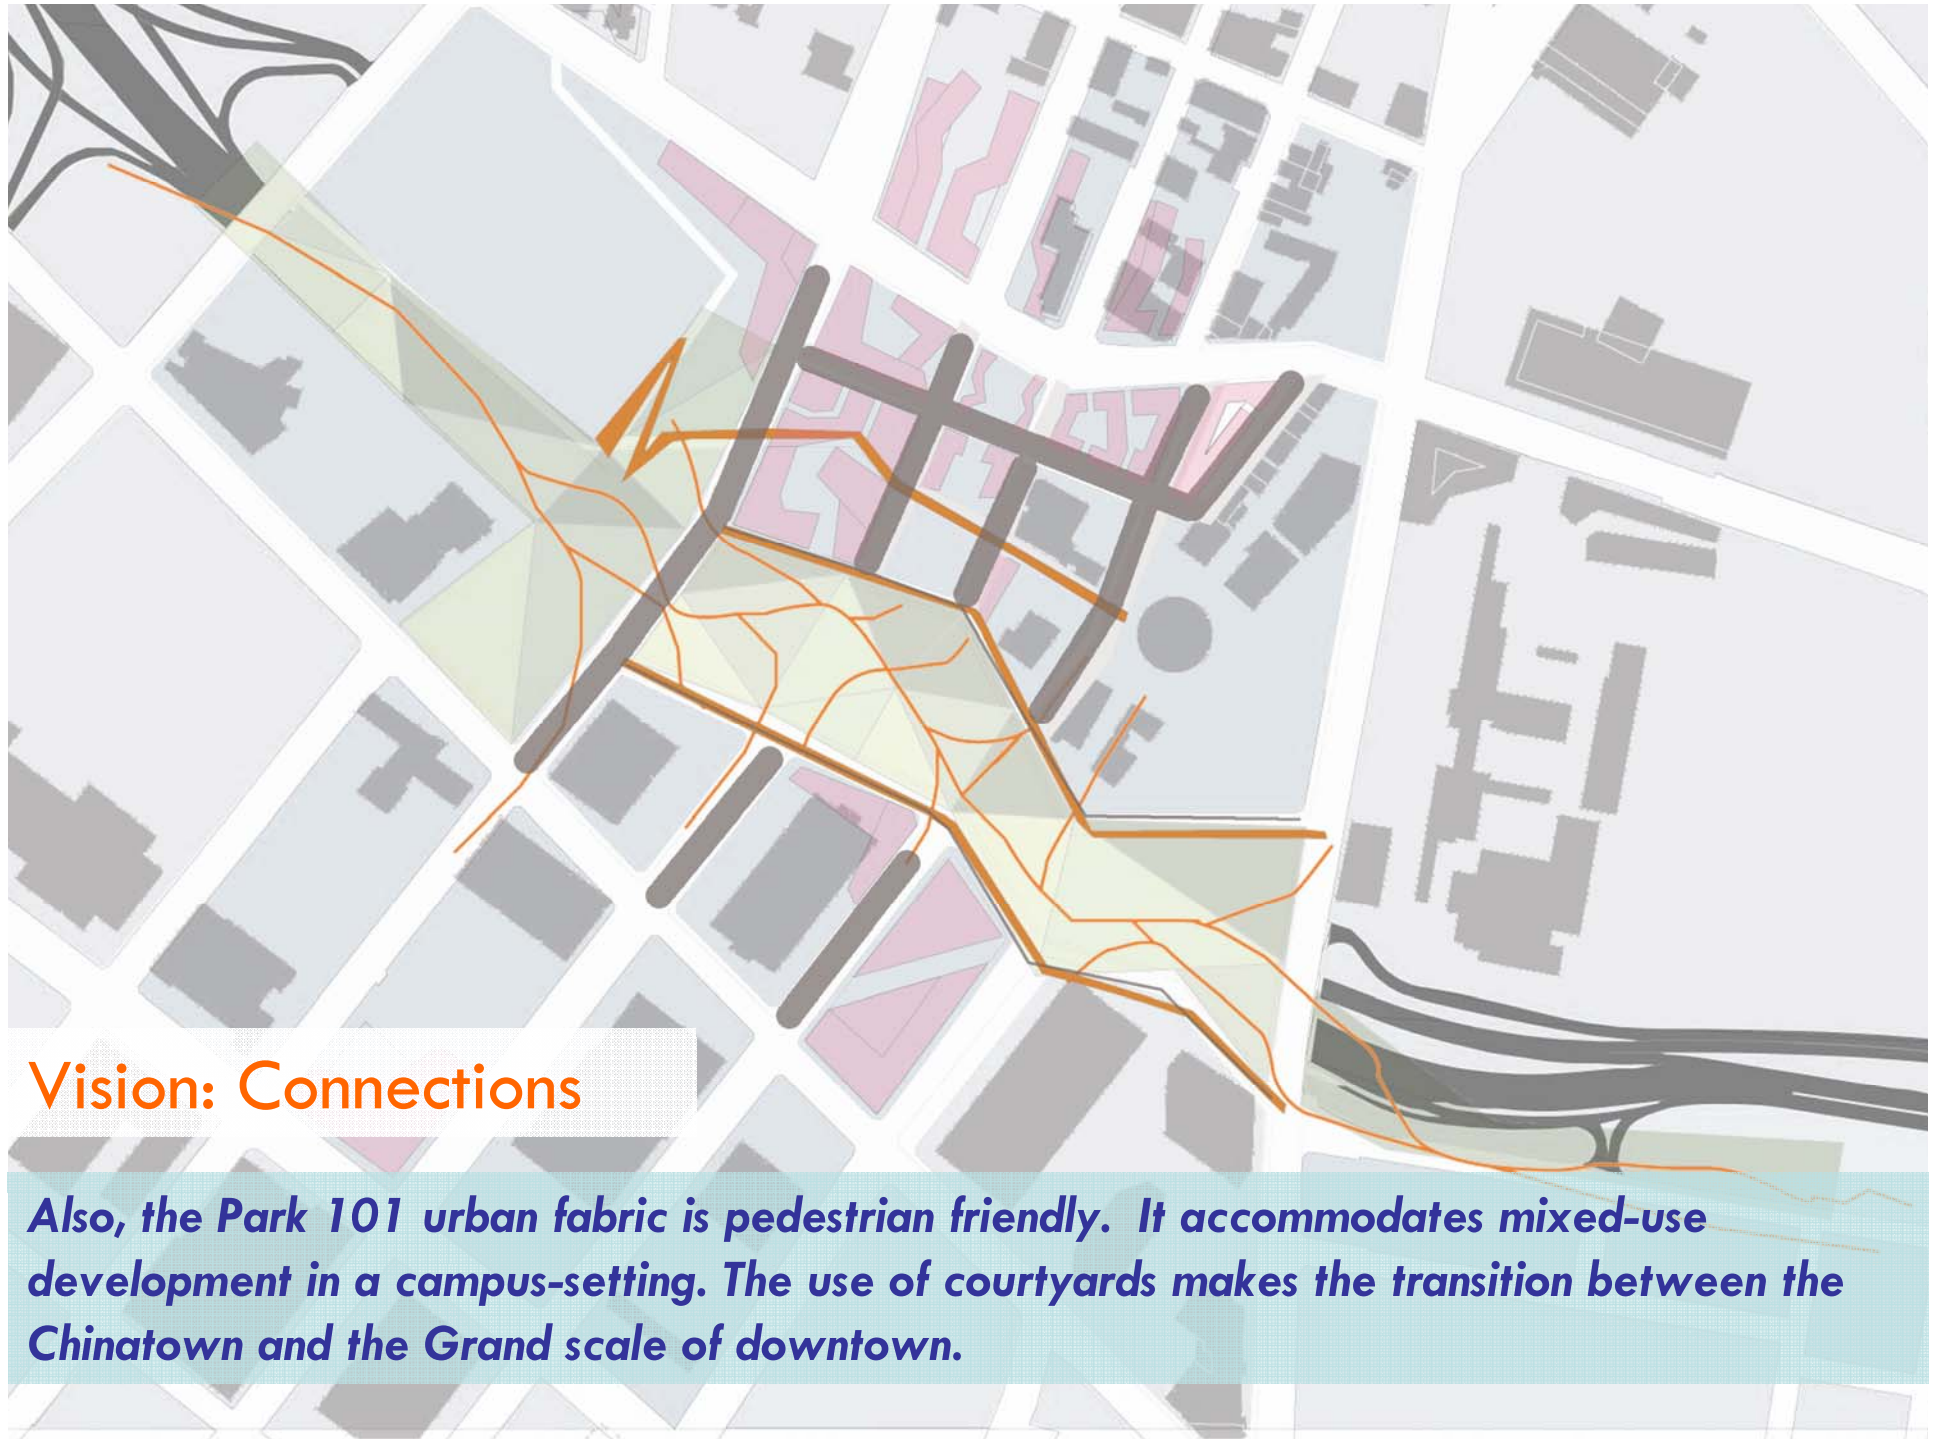 Vision: Connections
Also, the Park 101 urban fabric is pedestrian friendly.  It accommodates mixed-use
development in a campus-setting. The use of courtyards makes the transition between the
Chinatown and the Grand scale of downtown.